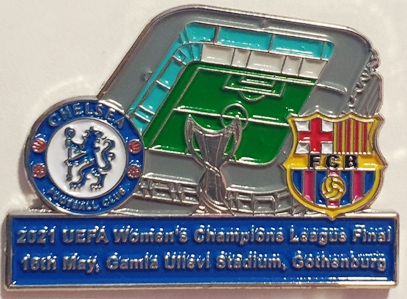 CHELSEA
FOOTBALL CLUB
FCB
2021 UEFA Women's Champions League Final
16th May, Gamla Ullevi Stadium, Gothenburg